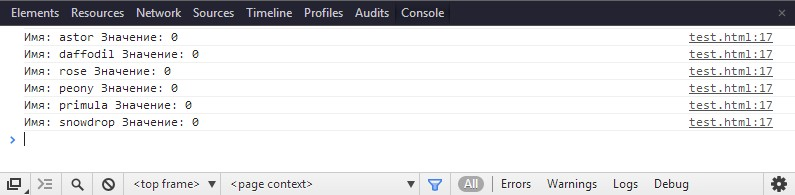 Elements Resources Network Sources Timeline Profiles Audits Console ×
Имя: astor Значение: 0 test.html:17
Имя: daffodil Значение: 0 test.html:17
Имя: rose Значение: 0 test.html:17
Имя: peony Значение: 0 test.html:17
Имя: primula Значение: 0 test.html:17
Имя: snowdrop Значение: 0 test.html:17
<top frame> <page context> All Errors Warnings Logs Debug